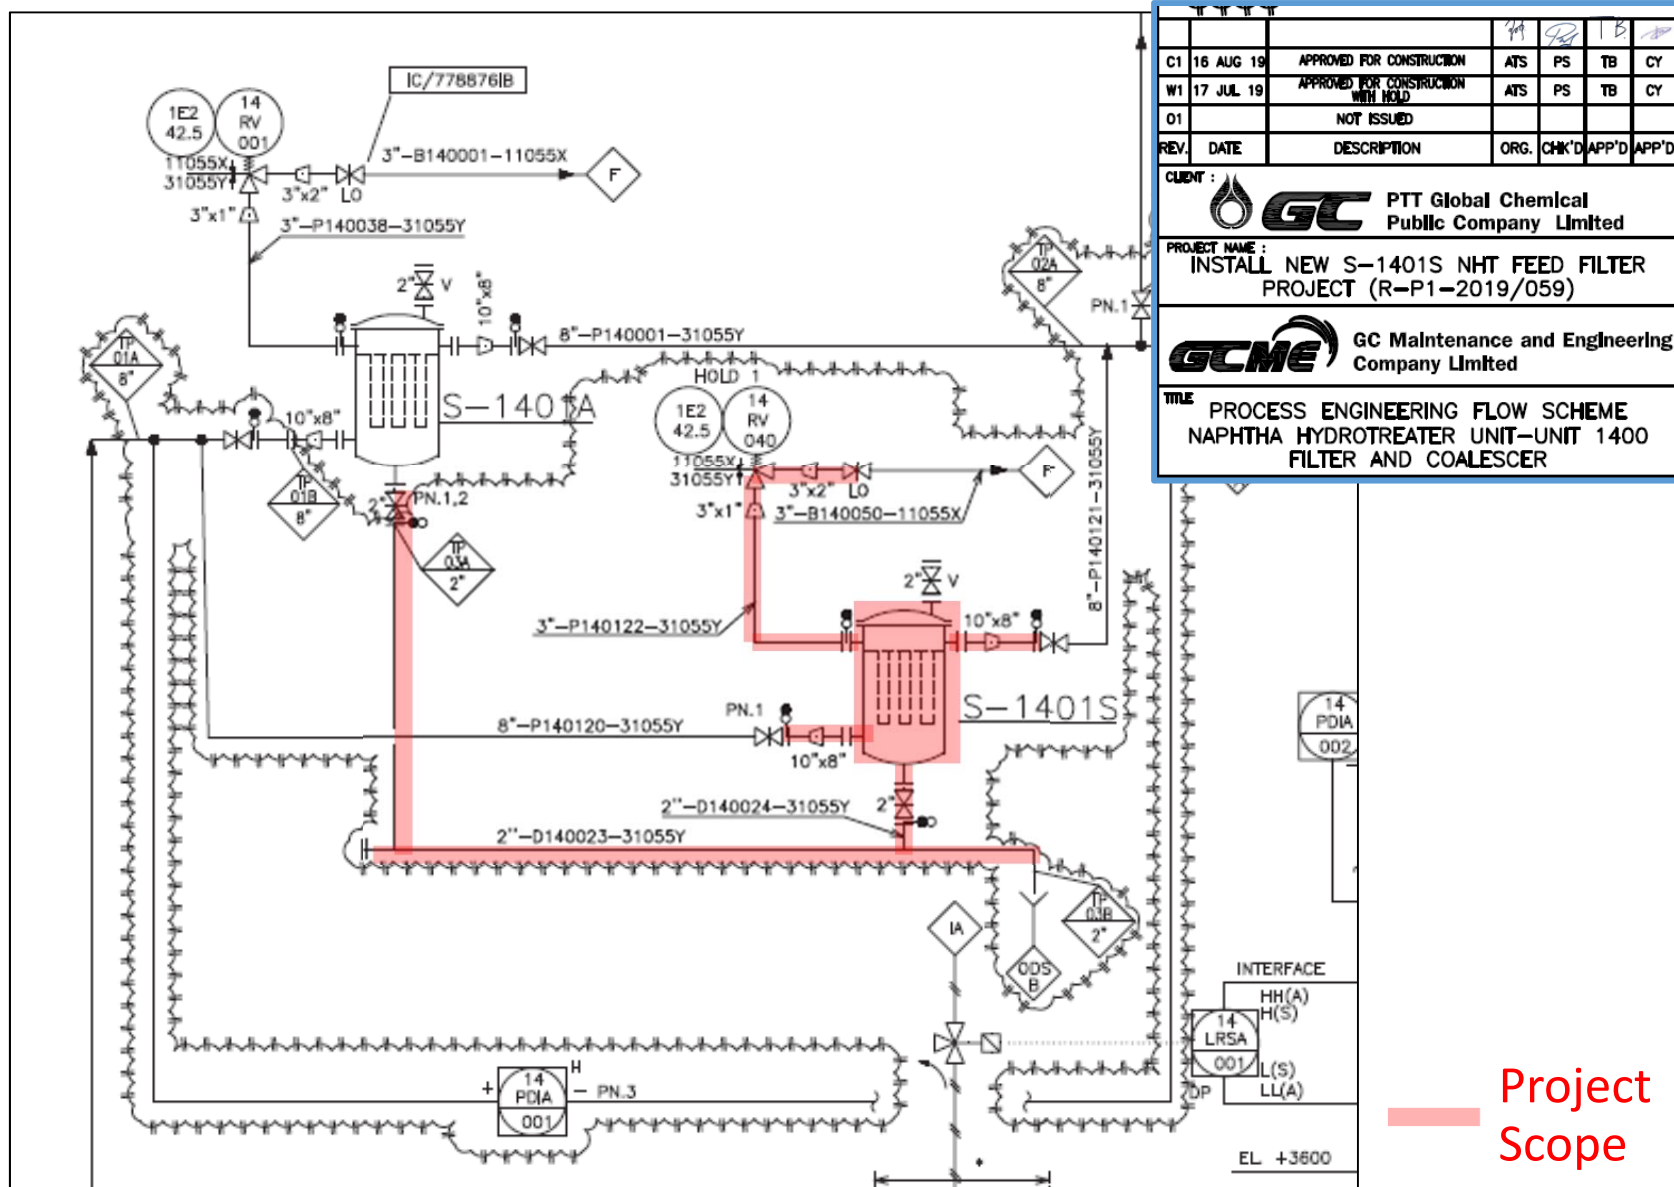 IC/778876IB
1E2
42.5
14
RV
001
11055X
31055Y
3"x2"
LO
3"-B140001-11055X
F
3"x1"
3"-P140038-31055Y
2"
V
10"x8"
8"-P140001-31055Y
TP
02A
8"
PN.1
TP
01A
8"
S-1401A
10"x8"
TP
01B
8"
2"
PN.1,2
TP
03A
2"
HOLD 1
1E2
42.5
14
RV
040
11055X
31055Y
3"x2"
LO
3"x1"
3"-B140050-11055X
F
8"-P140121-31055Y
2"
V
10"x8"
3"-P140122-31055Y
S-1401S
PN.1
8"-P140120-31055Y
10"x8"
2''-D140024-31055Y
2"
2''-D140023-31055Y
TP
03B
2"
IA
ODS
B
14
PDIA
002
INTERFACE
HH(A)
H(S)
14
LRSA
001
L(S)
LL(A)
DP
+
14
PDIA
001
H
- PN.3
*
EL +3600
C1 16 AUG 19 APPROVED FOR CONSTRUCTION ATS PS TB CY
W1 17 JUL 19 APPROVED FOR CONSTRUCTION WITH HOLD ATS PS TB CY
01 NOT ISSUED
REV. DATE DESCRIPTION ORG. CHK'D APP'D APP'D
CLIENT :
GC
PTT Global Chemical
Public Company Limited
PROJECT NAME :
INSTALL NEW S-1401S NHT FEED FILTER
PROJECT (R-P1-2019/059)
GCME
GC Maintenance and Engineering
Company Limited
TITLE
PROCESS ENGINEERING FLOW SCHEME
NAPHTHA HYDROTREATER UNIT-UNIT 1400
FILTER AND COALESCER
Project
Scope